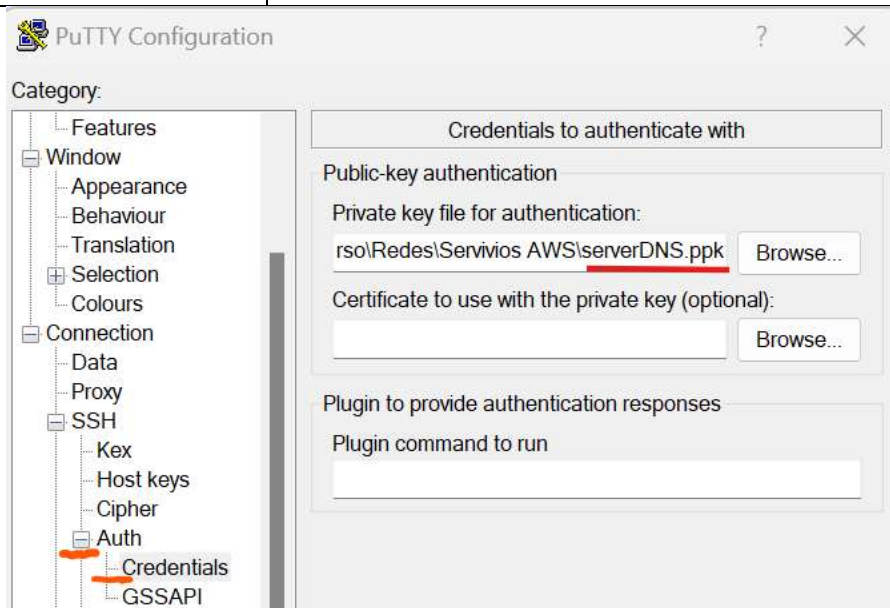 PuTTY Configuration
?
Category:
Features
Window
Appearance
Behaviour
Translation
Selection
Colours
Connection
Data
Proxy
SSH
Kex
Host keys
Cipher
Auth
Credentials
GSSAPI
Credentials to authenticate with
Public-key authentication
Private key file for authentication:
rso\Redes\Servivios AWS\serverDNS.ppk
Browse...
Certificate to use with the private key (optional):
Browse...
Plugin to provide authentication responses
Plugin command to run